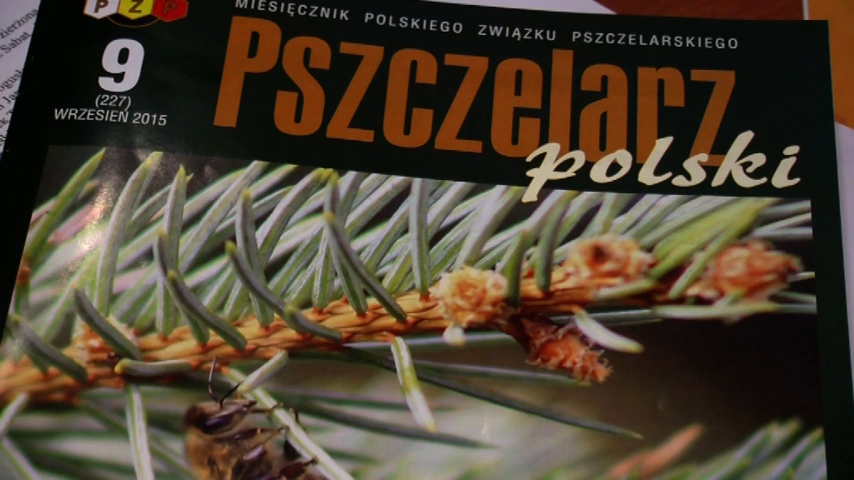 PZP
MIESIĘCZNIK POLSKIEGO ZWIĄZKU PSZCZELARSKIEGO
9
(227)
WRZESIEŃ 2015
Pszczelarz
polski